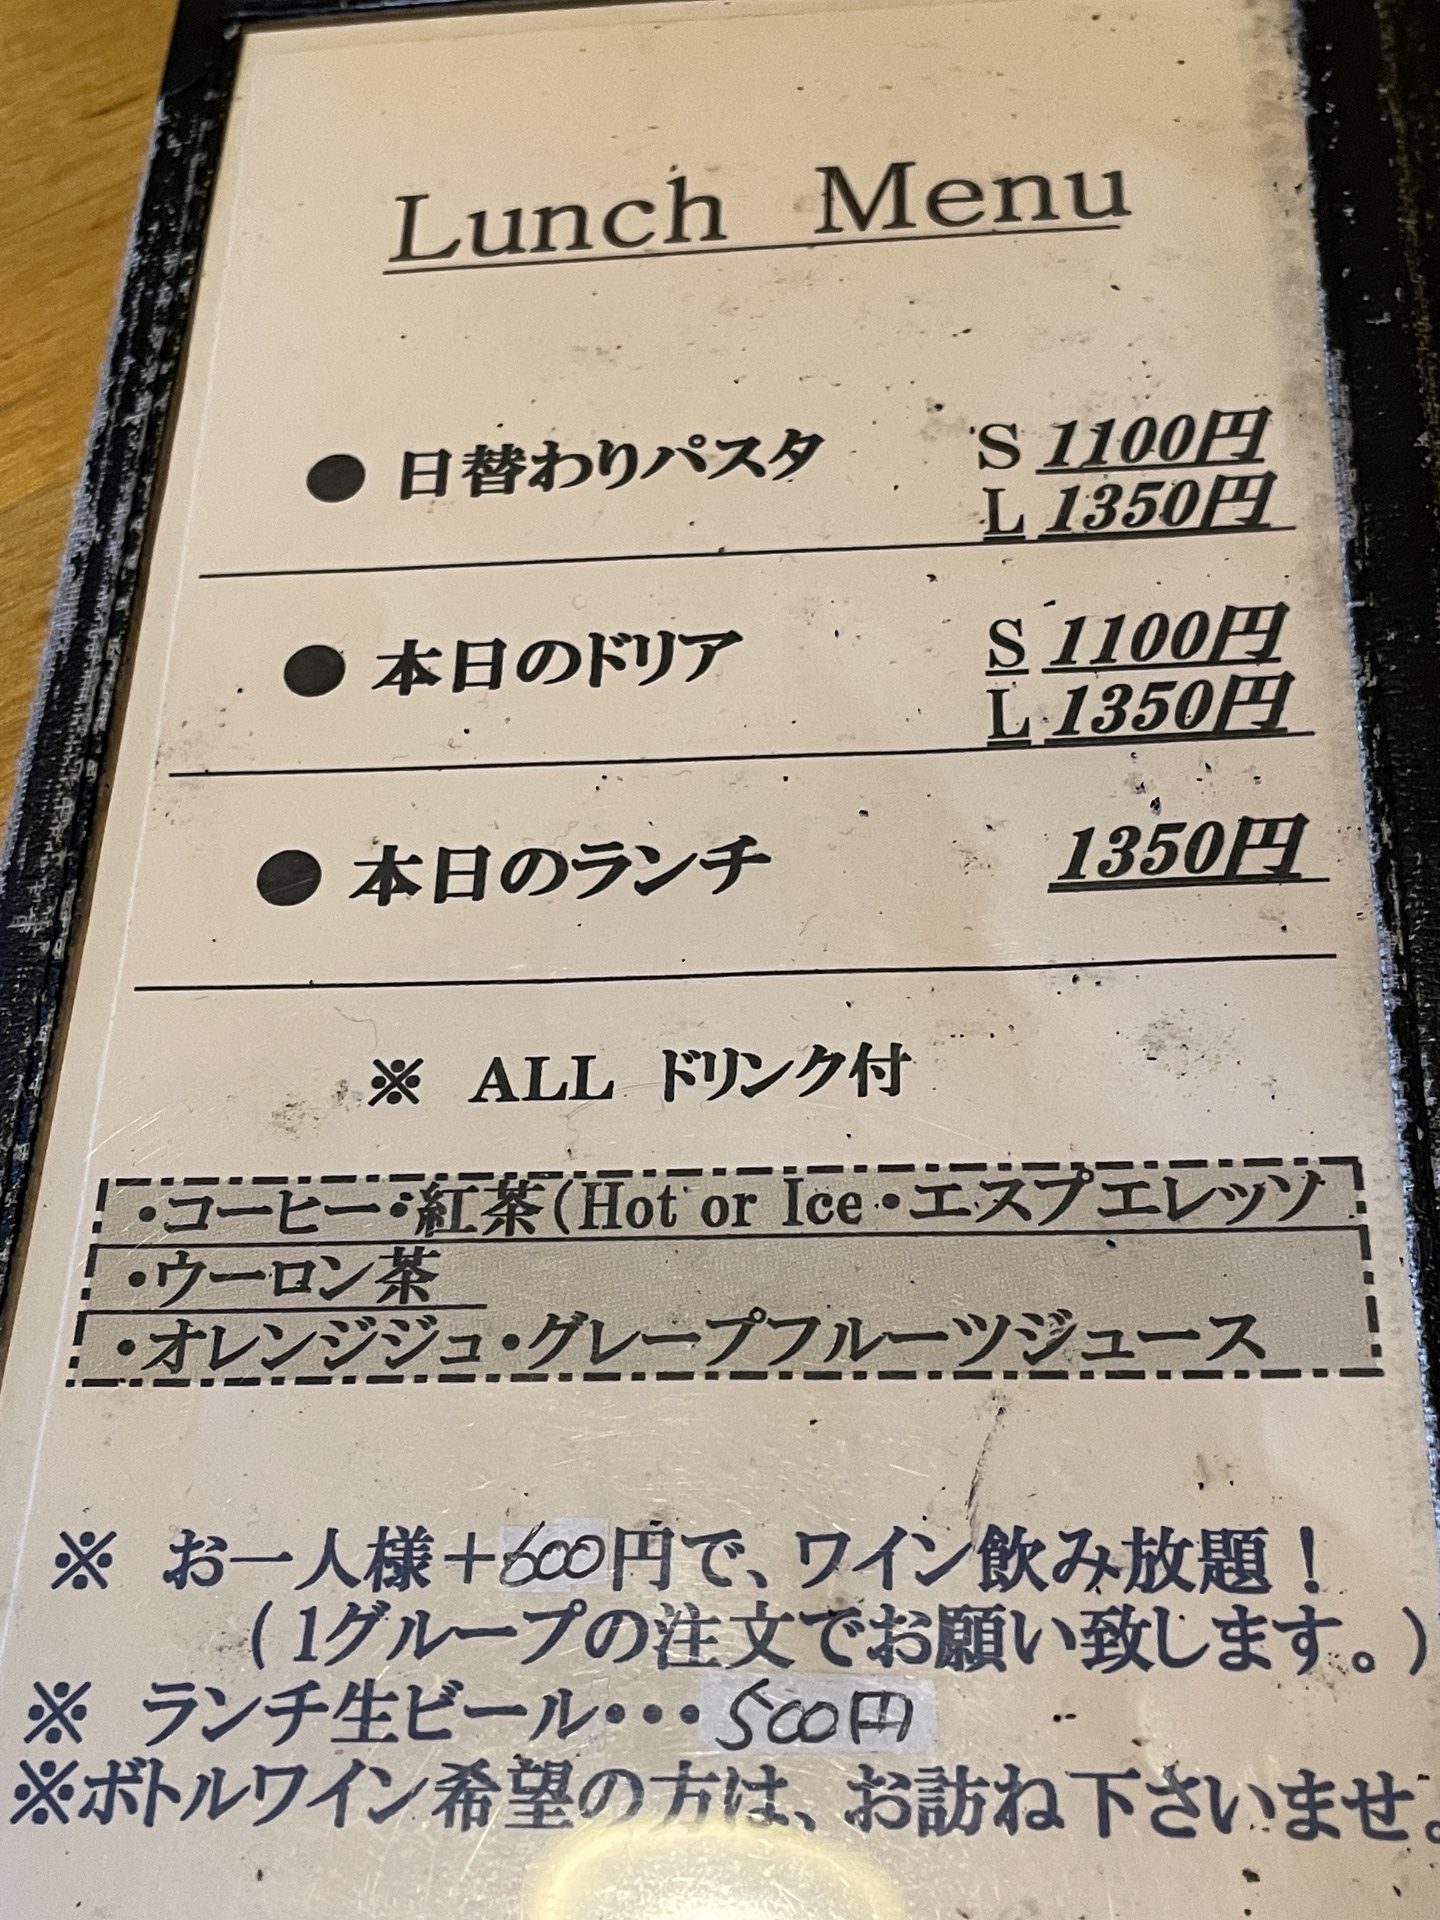 Lunch Menu
● 日替わりパスタ S 1100円
L 1350円
● 本日のドリア S 1100円
L 1350円
● 本日のランチ 1350円
※ ALL ドリンク付
・コーヒー・紅茶(Hot or Ice・エスプエレッソ
・ウーロン茶
・オレンジジュ・グレープフルーツジュース
※ お一人様＋600円で、ワイン飲み放題！
(1グループの注文でお願い致します。)
※ ランチ生ビール・・・500円
※ボトルワイン希望の方は、お訪ね下さいませ。